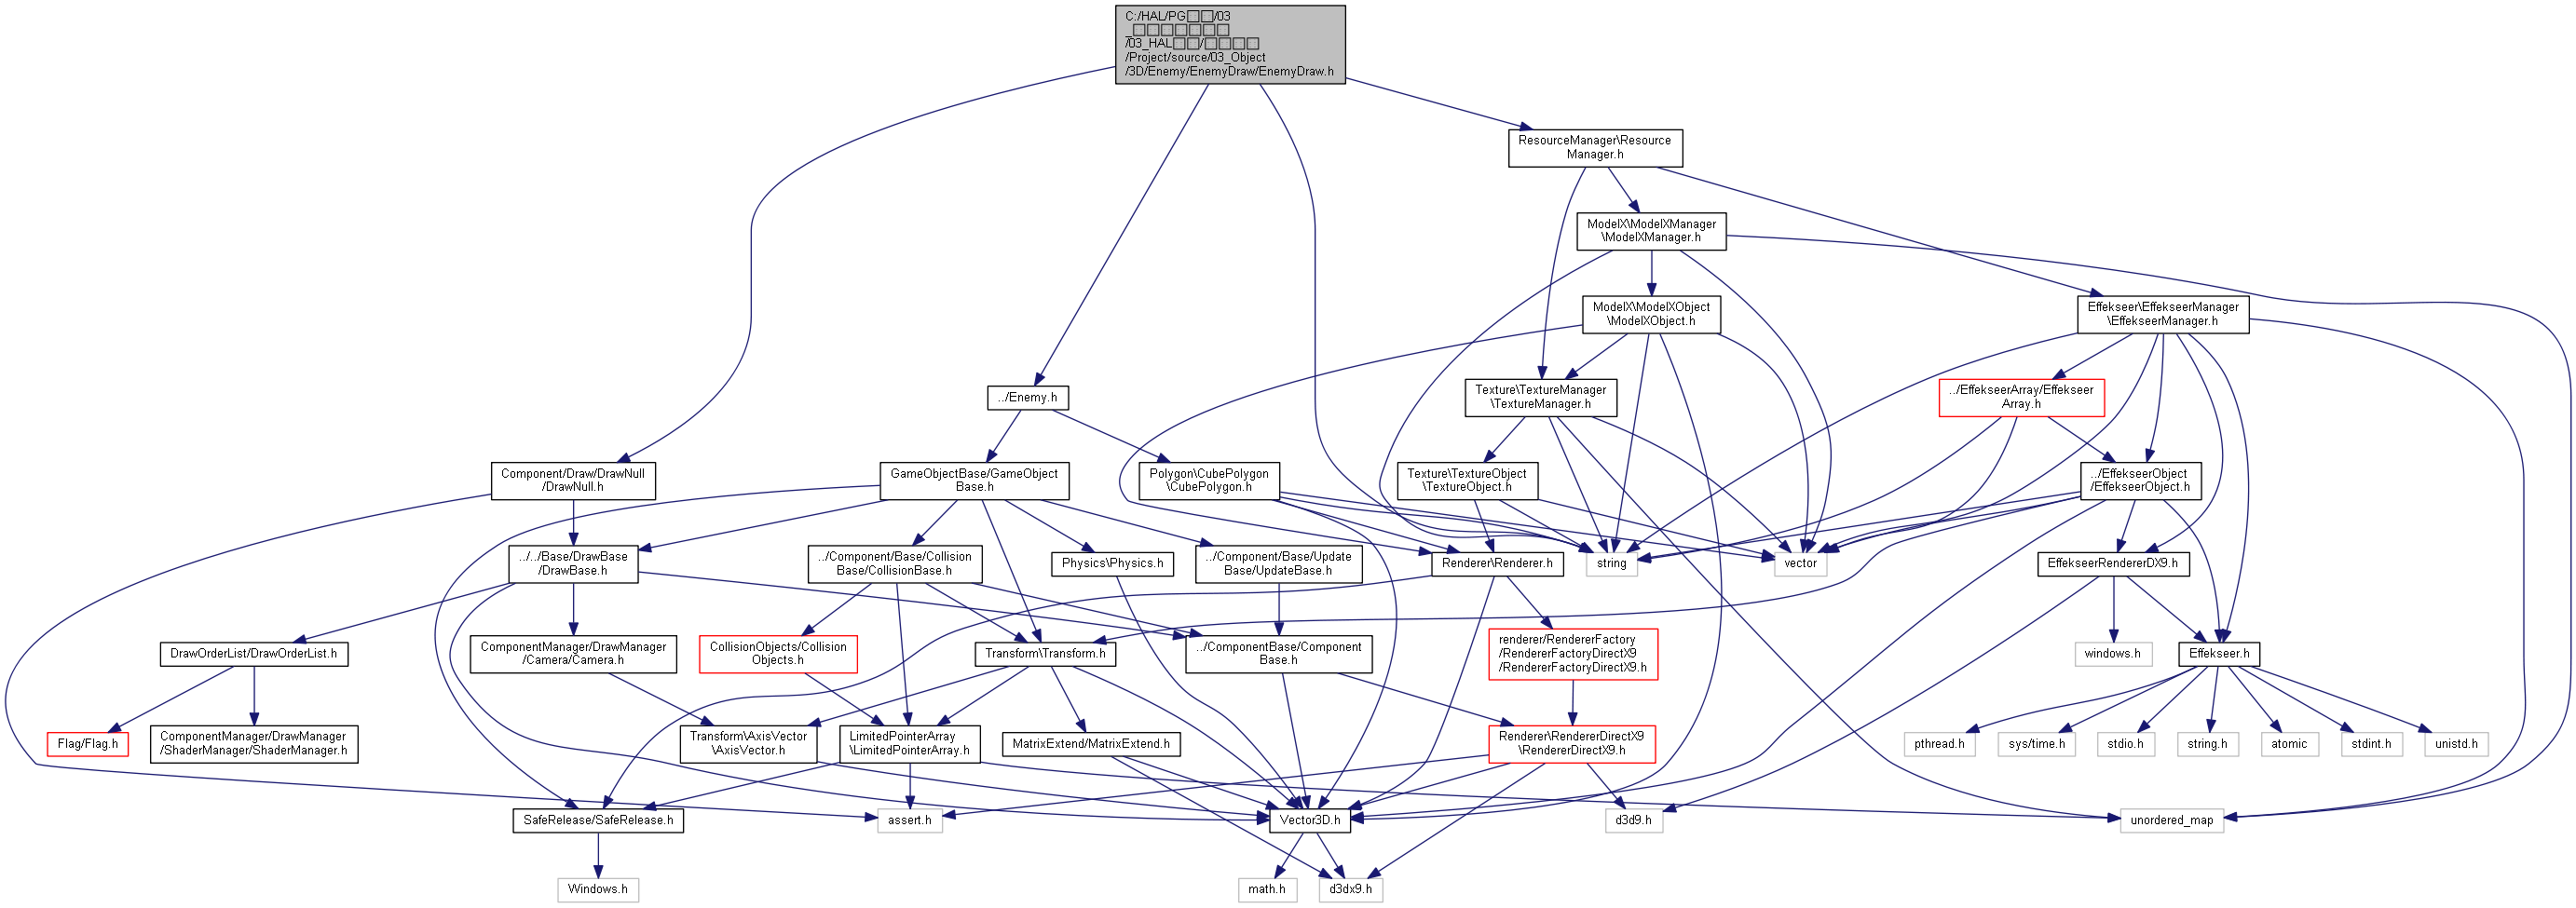 C:/HAL/PG□□/03
_□□□□□□□
/03_HAL□□/□□□□
/Project/source/03_Object
/3D/Enemy/EnemyDraw/EnemyDraw.h
ResourceManager\Resource
Manager.h
ModelX\ModelXManager
\ModelXManager.h
ModelX\ModelXObject
\ModelXObject.h
Effekseer\EffekseerManager
\EffekseerManager.h
../Enemy.h
Texture\TextureManager
\TextureManager.h
../EffekseerArray/Effekseer
Array.h
Component/Draw/DrawNull
/DrawNull.h
GameObjectBase/GameObject
Base.h
Polygon\CubePolygon
\CubePolygon.h
Texture\TextureObject
\TextureObject.h
../EffekseerObject
/EffekseerObject.h
../../Base/DrawBase
/DrawBase.h
../Component/Base/Collision
Base/CollisionBase.h
Physics\Physics.h
../Component/Base/Update
Base/UpdateBase.h
Renderer\Renderer.h
string
vector
EffekseerRendererDX9.h
DrawOrderList/DrawOrderList.h
ComponentManager/DrawManager
/Camera/Camera.h
CollisionObjects/Collision
Objects.h
Transform\Transform.h
../ComponentBase/Component
Base.h
renderer/RendererFactory
/RendererFactoryDirectX9
/RendererFactoryDirectX9.h
windows.h
Effekseer.h
Flag/Flag.h
ComponentManager/DrawManager
/ShaderManager/ShaderManager.h
Transform\AxisVector
\AxisVector.h
LimitedPointerArray
\LimitedPointerArray.h
MatrixExtend/MatrixExtend.h
Renderer\RendererDirectX9
\RendererDirectX9.h
pthread.h
sys/time.h
stdio.h
string.h
atomic
stdint.h
unistd.h
SafeRelease/SafeRelease.h
assert.h
Vector3D.h
d3d9.h
unordered_map
Windows.h
math.h
d3dx9.h